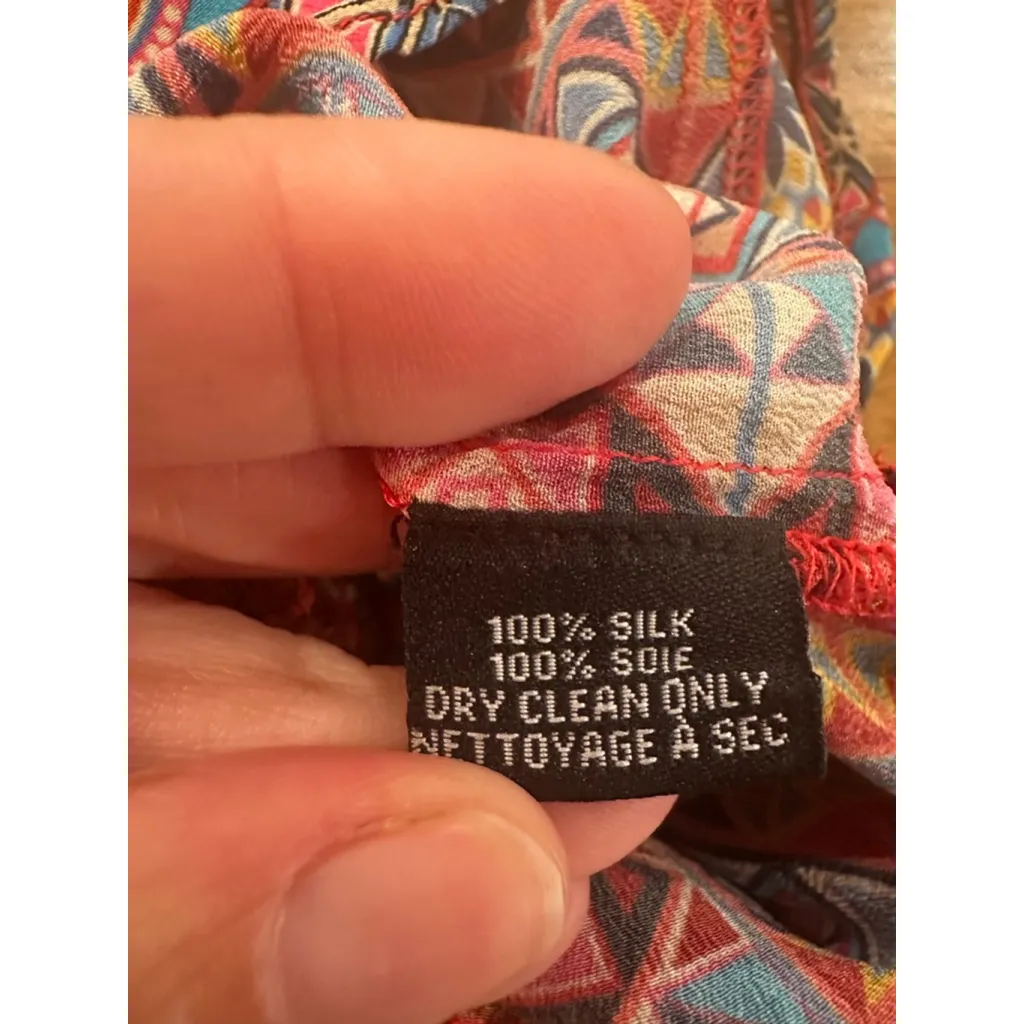 100% SILK
100% SOIE
DRY CLEAN ONLY
NETTOYAGE À SEC